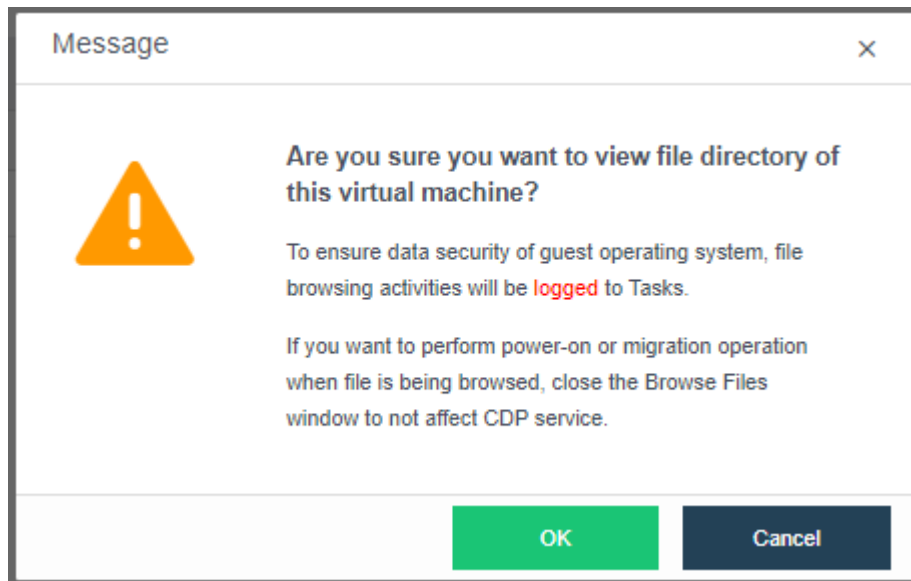 Message
Are you sure you want to view file directory of
this virtual machine?
To ensure data security of guest operating system, file
browsing activities will be logged to Tasks.
If you want to perform power-on or migration operation
when file is being browsed, close the Browse Files
window to not affect CDP service.
OK
Cancel